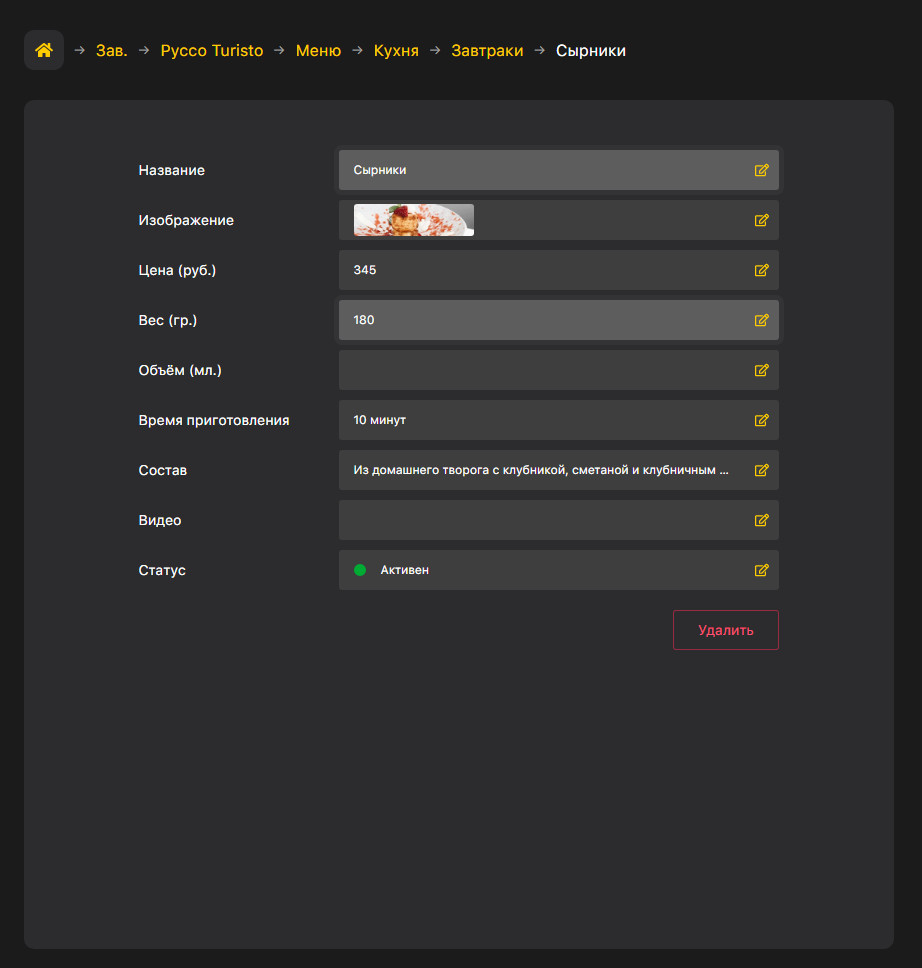 Зав. → Руссо Turisto → Меню → Кухня → Завтраки → Сырники
Название Сырники
Изображение
Цена (руб.) 345
Вес (гр.) 180
Объём (мл.)
Время приготовления 10 минут
Состав Из домашнего творога с клубникой, сметаной и клубничным ...
Видео
Статус Активен
Удалить